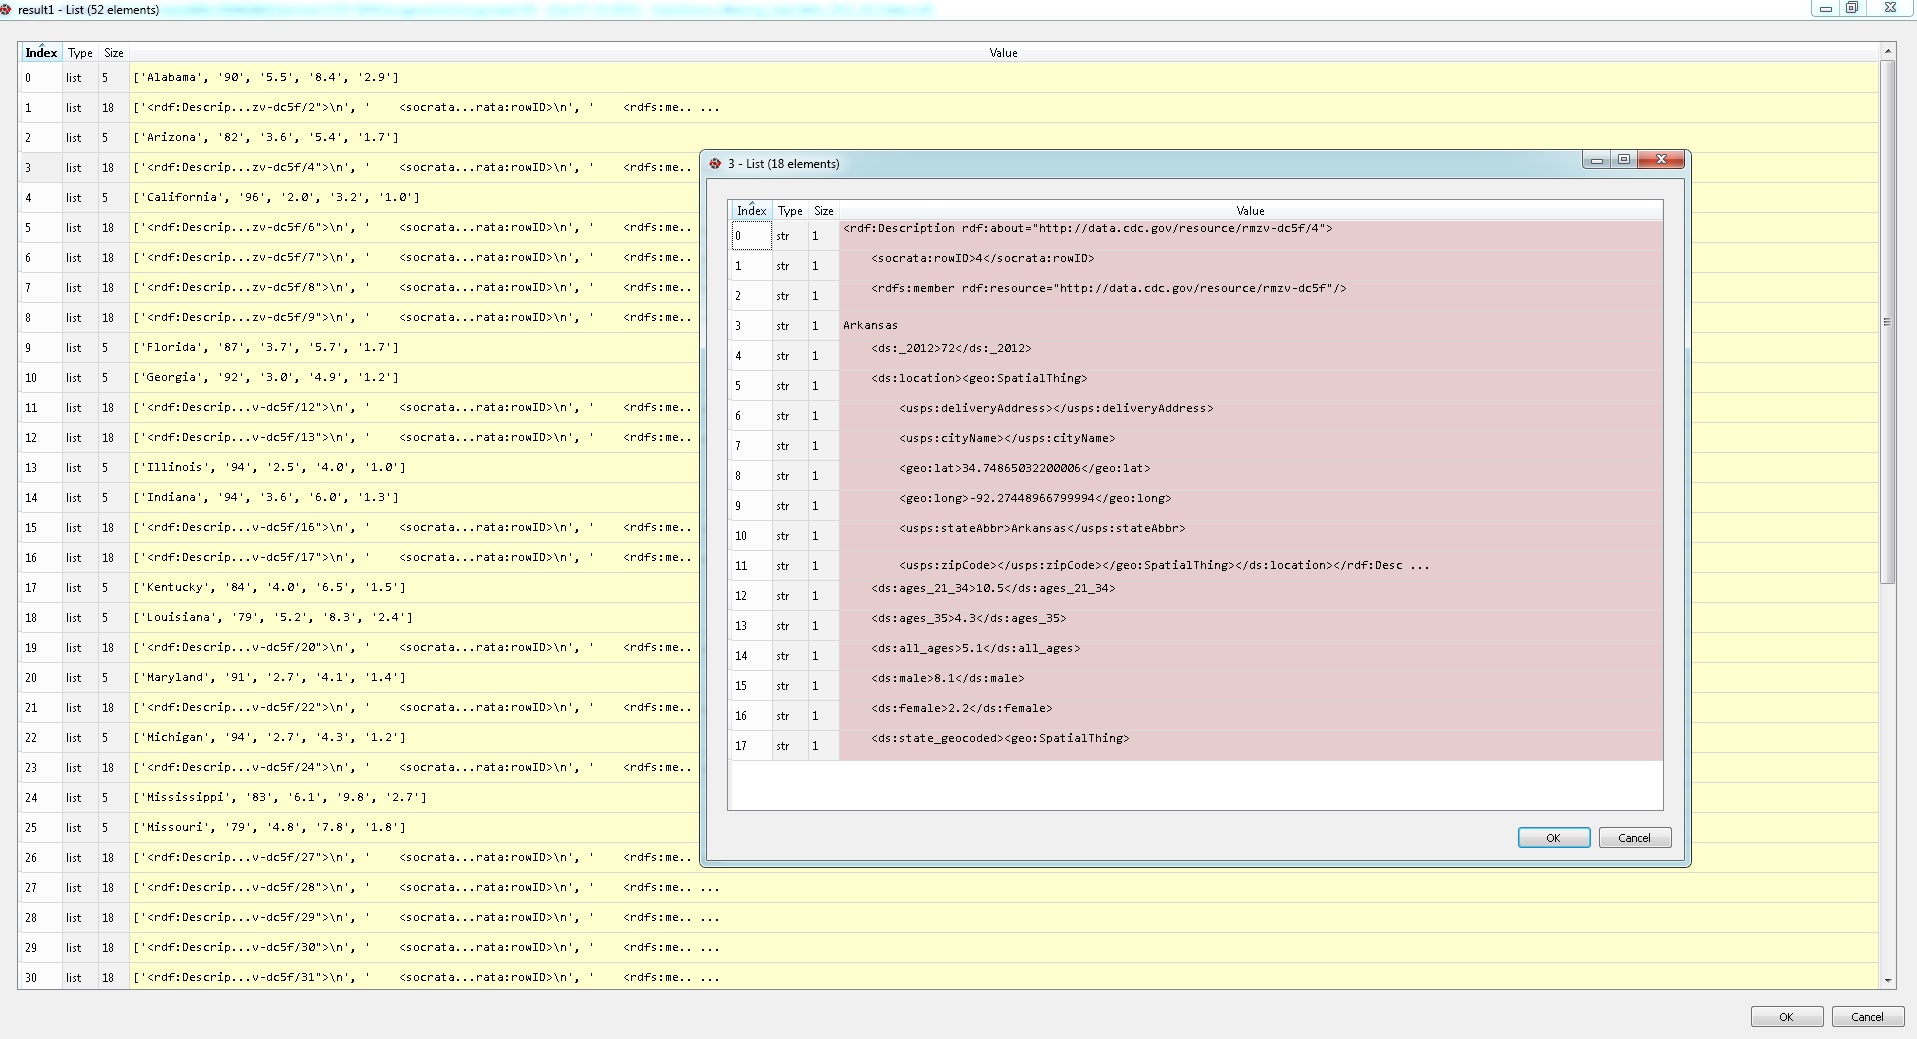 result1 - List (52 elements)
Index Type Size Value
0 list 5 ['Alabama', '90', '5.5', '8.4', '2.9']
1 list 18 ['<rdf:Descrip...zv-dc5f/2">\n', ' <socrata...rata:rowID>\n', ' <rdfs:me.. ...
2 list 5 ['Arizona', '82', '3.6', '5.4', '1.7']
3 list 18 ['<rdf:Descrip...zv-dc5f/4">\n', ' <socrata...rata:rowID>\n', ' <rdfs:me..
4 list 5 ['California', '96', '2.0', '3.2', '1.0']
5 list 18 ['<rdf:Descrip...zv-dc5f/6">\n', ' <socrata...rata:rowID>\n', ' <rdfs:me..
6 list 18 ['<rdf:Descrip...zv-dc5f/7">\n', ' <socrata...rata:rowID>\n', ' <rdfs:me..
7 list 18 ['<rdf:Descrip...zv-dc5f/8">\n', ' <socrata...rata:rowID>\n', ' <rdfs:me..
8 list 18 ['<rdf:Descrip...zv-dc5f/9">\n', ' <socrata...rata:rowID>\n', ' <rdfs:me..
9 list 5 ['Florida', '87', '3.7', '5.7', '1.7']
10 list 5 ['Georgia', '92', '3.0', '4.9', '1.2']
11 list 18 ['<rdf:Descrip...v-dc5f/12">\n', ' <socrata...rata:rowID>\n', ' <rdfs:me..
12 list 18 ['<rdf:Descrip...v-dc5f/13">\n', ' <socrata...rata:rowID>\n', ' <rdfs:me..
13 list 5 ['Illinois', '94', '2.5', '4.0', '1.0']
14 list 5 ['Indiana', '94', '3.6', '6.0', '1.3']
15 list 18 ['<rdf:Descrip...v-dc5f/16">\n', ' <socrata...rata:rowID>\n', ' <rdfs:me..
16 list 18 ['<rdf:Descrip...v-dc5f/17">\n', ' <socrata...rata:rowID>\n', ' <rdfs:me..
17 list 5 ['Kentucky', '84', '4.0', '6.5', '1.5']
18 list 5 ['Louisiana', '79', '5.2', '8.3', '2.4']
19 list 18 ['<rdf:Descrip...v-dc5f/20">\n', ' <socrata...rata:rowID>\n', ' <rdfs:me..
20 list 5 ['Maryland', '91', '2.7', '4.1', '1.4']
21 list 18 ['<rdf:Descrip...v-dc5f/22">\n', ' <socrata...rata:rowID>\n', ' <rdfs:me..
22 list 5 ['Michigan', '94', '2.7', '4.3', '1.2']
23 list 18 ['<rdf:Descrip...v-dc5f/24">\n', ' <socrata...rata:rowID>\n', ' <rdfs:me..
24 list 5 ['Mississippi', '83', '6.1', '9.8', '2.7']
25 list 5 ['Missouri', '79', '4.8', '7.8', '1.8']
26 list 18 ['<rdf:Descrip...v-dc5f/27">\n', ' <socrata...rata:rowID>\n', ' <rdfs:me..
27 list 18 ['<rdf:Descrip...v-dc5f/28">\n', ' <socrata...rata:rowID>\n', ' <rdfs:me.. ...
28 list 18 ['<rdf:Descrip...v-dc5f/29">\n', ' <socrata...rata:rowID>\n', ' <rdfs:me.. ...
29 list 18 ['<rdf:Descrip...v-dc5f/30">\n', ' <socrata...rata:rowID>\n', ' <rdfs:me.. ...
30 list 18 ['<rdf:Descrip...v-dc5f/31">\n', ' <socrata...rata:rowID>\n', ' <rdfs:me.. ...
3 - List (18 elements)
Index Type Size Value
0 str 1 <rdf:Description rdf:about="http://data.cdc.gov/resource/rmzv-dc5f/4">
1 str 1 <socrata:rowID>4</socrata:rowID>
2 str 1 <rdfs:member rdf:resource="http://data.cdc.gov/resource/rmzv-dc5f"/>
3 str 1 Arkansas
4 str 1 <ds:_2012>72</ds:_2012>
5 str 1 <ds:location><geo:SpatialThing>
6 str 1 <usps:deliveryAddress></usps:deliveryAddress>
7 str 1 <usps:cityName></usps:cityName>
8 str 1 <geo:lat>34.74865032200006</geo:lat>
9 str 1 <geo:long>-92.27448966799994</geo:long>
10 str 1 <usps:stateAbbr>Arkansas</usps:stateAbbr>
11 str 1 <usps:zipCode></usps:zipCode></geo:SpatialThing></ds:location></rdf:Desc ...
12 str 1 <ds:ages_21_34>10.5</ds:ages_21_34>
13 str 1 <ds:ages_35>4.3</ds:ages_35>
14 str 1 <ds:all_ages>5.1</ds:all_ages>
15 str 1 <ds:male>8.1</ds:male>
16 str 1 <ds:female>2.2</ds:female>
17 str 1 <ds:state_geocoded><geo:SpatialThing>
OK Cancel
OK Cancel